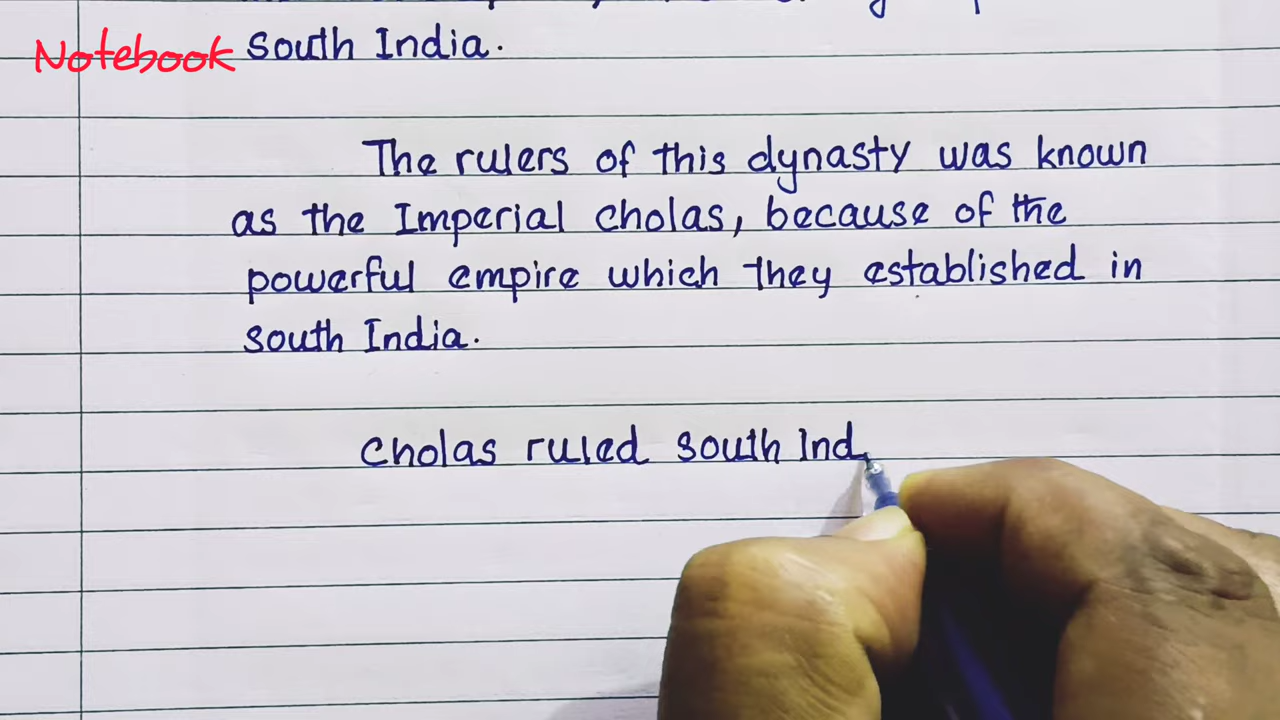 Notebook south India.
The rulers of this dynasty was known
as the Imperial cholas, because of the
powerful empire which they established in
south India.
cholas ruled south Ind